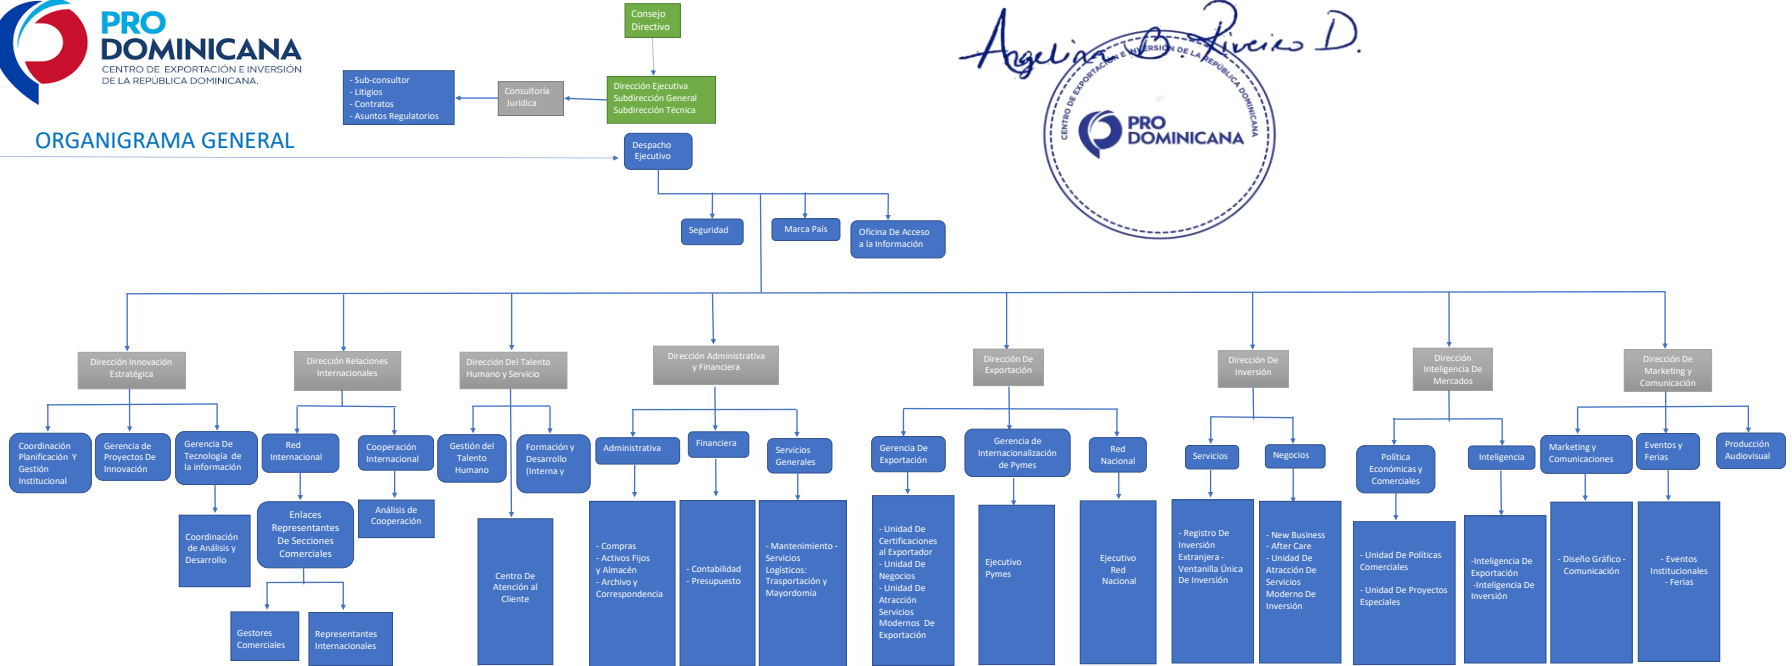 PRO
DOMINICANA
CENTRO DE EXPORTACIÓN E INVERSIÓN
DE LA REPÚBLICA DOMINICANA.
ORGANIGRAMA GENERAL
Consejo
Directivo
Dirección Ejecutiva
Subdirección General
Subdirección Técnica
Consultoría
Jurídica
- Sub-consultor
- Litigios
- Contratos
- Asuntos Regulatorios
Despacho
Ejecutivo
Angelina B. Riveiro D.
CENTRO DE EXPORTACIÓN E INVERSIÓN DE LA REPÚBLICA DOMINICANA
PRO
DOMINICANA
Seguridad
Marca País
Oficina De Acceso
a la Información
Dirección Innovación
Estratégica
Dirección Relaciones
Internacionales
Dirección Del Talento
Humano y Servicio
Dirección Administrativa
y Financiera
Dirección De
Exportación
Dirección De
Inversión
Dirección
Inteligencia De
Mercados
Dirección De
Marketing y
Comunicación
Coordinación
Planificación Y
Gestión
Institucional
Gerencia de
Proyectos De
Innovación
Gerencia De
Tecnología de
la información
Red
Internacional
Cooperación
Internacional
Gestión del
Talento
Humano
Formación y
Desarrollo
(Interna y
Administrativa
Financiera
Servicios
Generales
Gerencia De
Exportación
Gerencia de
Internacionalización
de Pymes
Red
Nacional
Servicios
Negocios
Política
Económicas y
Comerciales
Inteligencia
Marketing y
Comunicaciones
Eventos y
Ferias
Producción
Audiovisual
Coordinación
de Análisis y
Desarrollo
Enlaces
Representantes
De Secciones
Comerciales
Análisis de
Cooperación
Gestores
Comerciales
Representantes
Internacionales
Centro De
Atención al
Cliente
- Compras
- Activos Fijos
y Almacén
- Archivo y
Correspondencia
- Contabilidad
- Presupuesto
- Mantenimiento -
Servicios
Logísticos:
Trasportación y
Mayordomía
- Unidad De
Certificaciones
al Exportador
- Unidad De
Negocios
- Unidad De
Atracción
Servicios
Modernos De
Exportación
Ejecutivo
Pymes
Ejecutivo
Red
Nacional
- Registro De
Inversión
Extranjera -
Ventanilla Única
De Inversión
- New Business
- After Care
- Unidad De
Atracción De
Servicios
Moderno De
Inversión
- Unidad De Políticas
Comerciales
- Unidad De Proyectos
Especiales
-Inteligencia De
Exportación
-Inteligencia De
Inversión
- Diseño Gráfico -
Comunicación
- Eventos
Institucionales
- Ferias